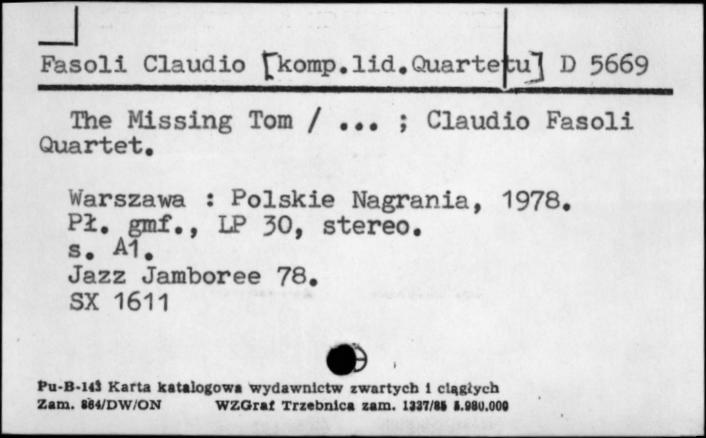 Fasoli Claudio [komp.lid.Quartetu] D 5669
The Missing Tom / ... ; Claudio Fasoli
Quartet.
Warszawa : Polskie Nagrania, 1978.
Pł. gmf., LP 30, stereo.
s. A1.
Jazz Jamboree 78.
SX 1611
Pu-B-143 Karta katalogowa wydawnictw zwartych i ciągłych
Zam. 884/DW/ON WZGraf Trzebnica zam. 1337/85 5.980.000